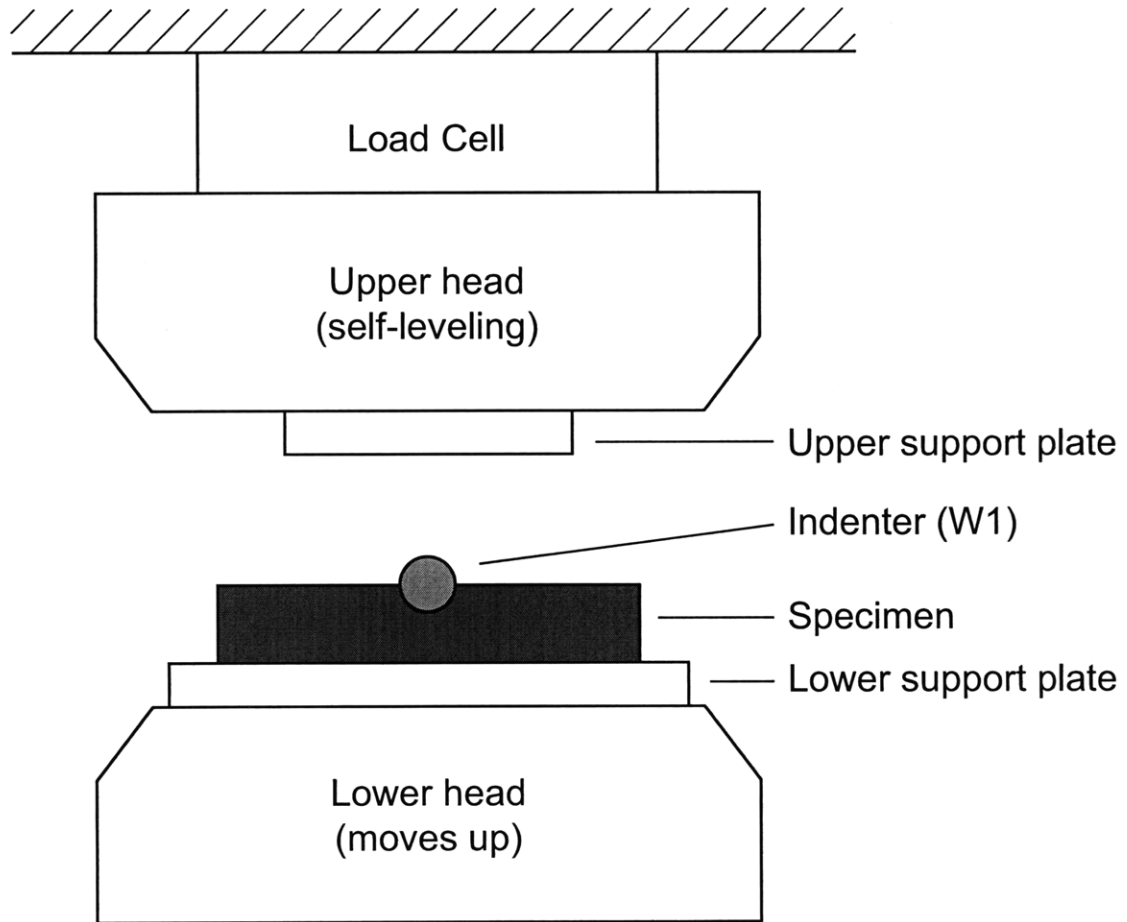 Load Cell
Upper head
(self-leveling)
Upper support plate
Indenter (W1)
Specimen
Lower support plate
Lower head
(moves up)